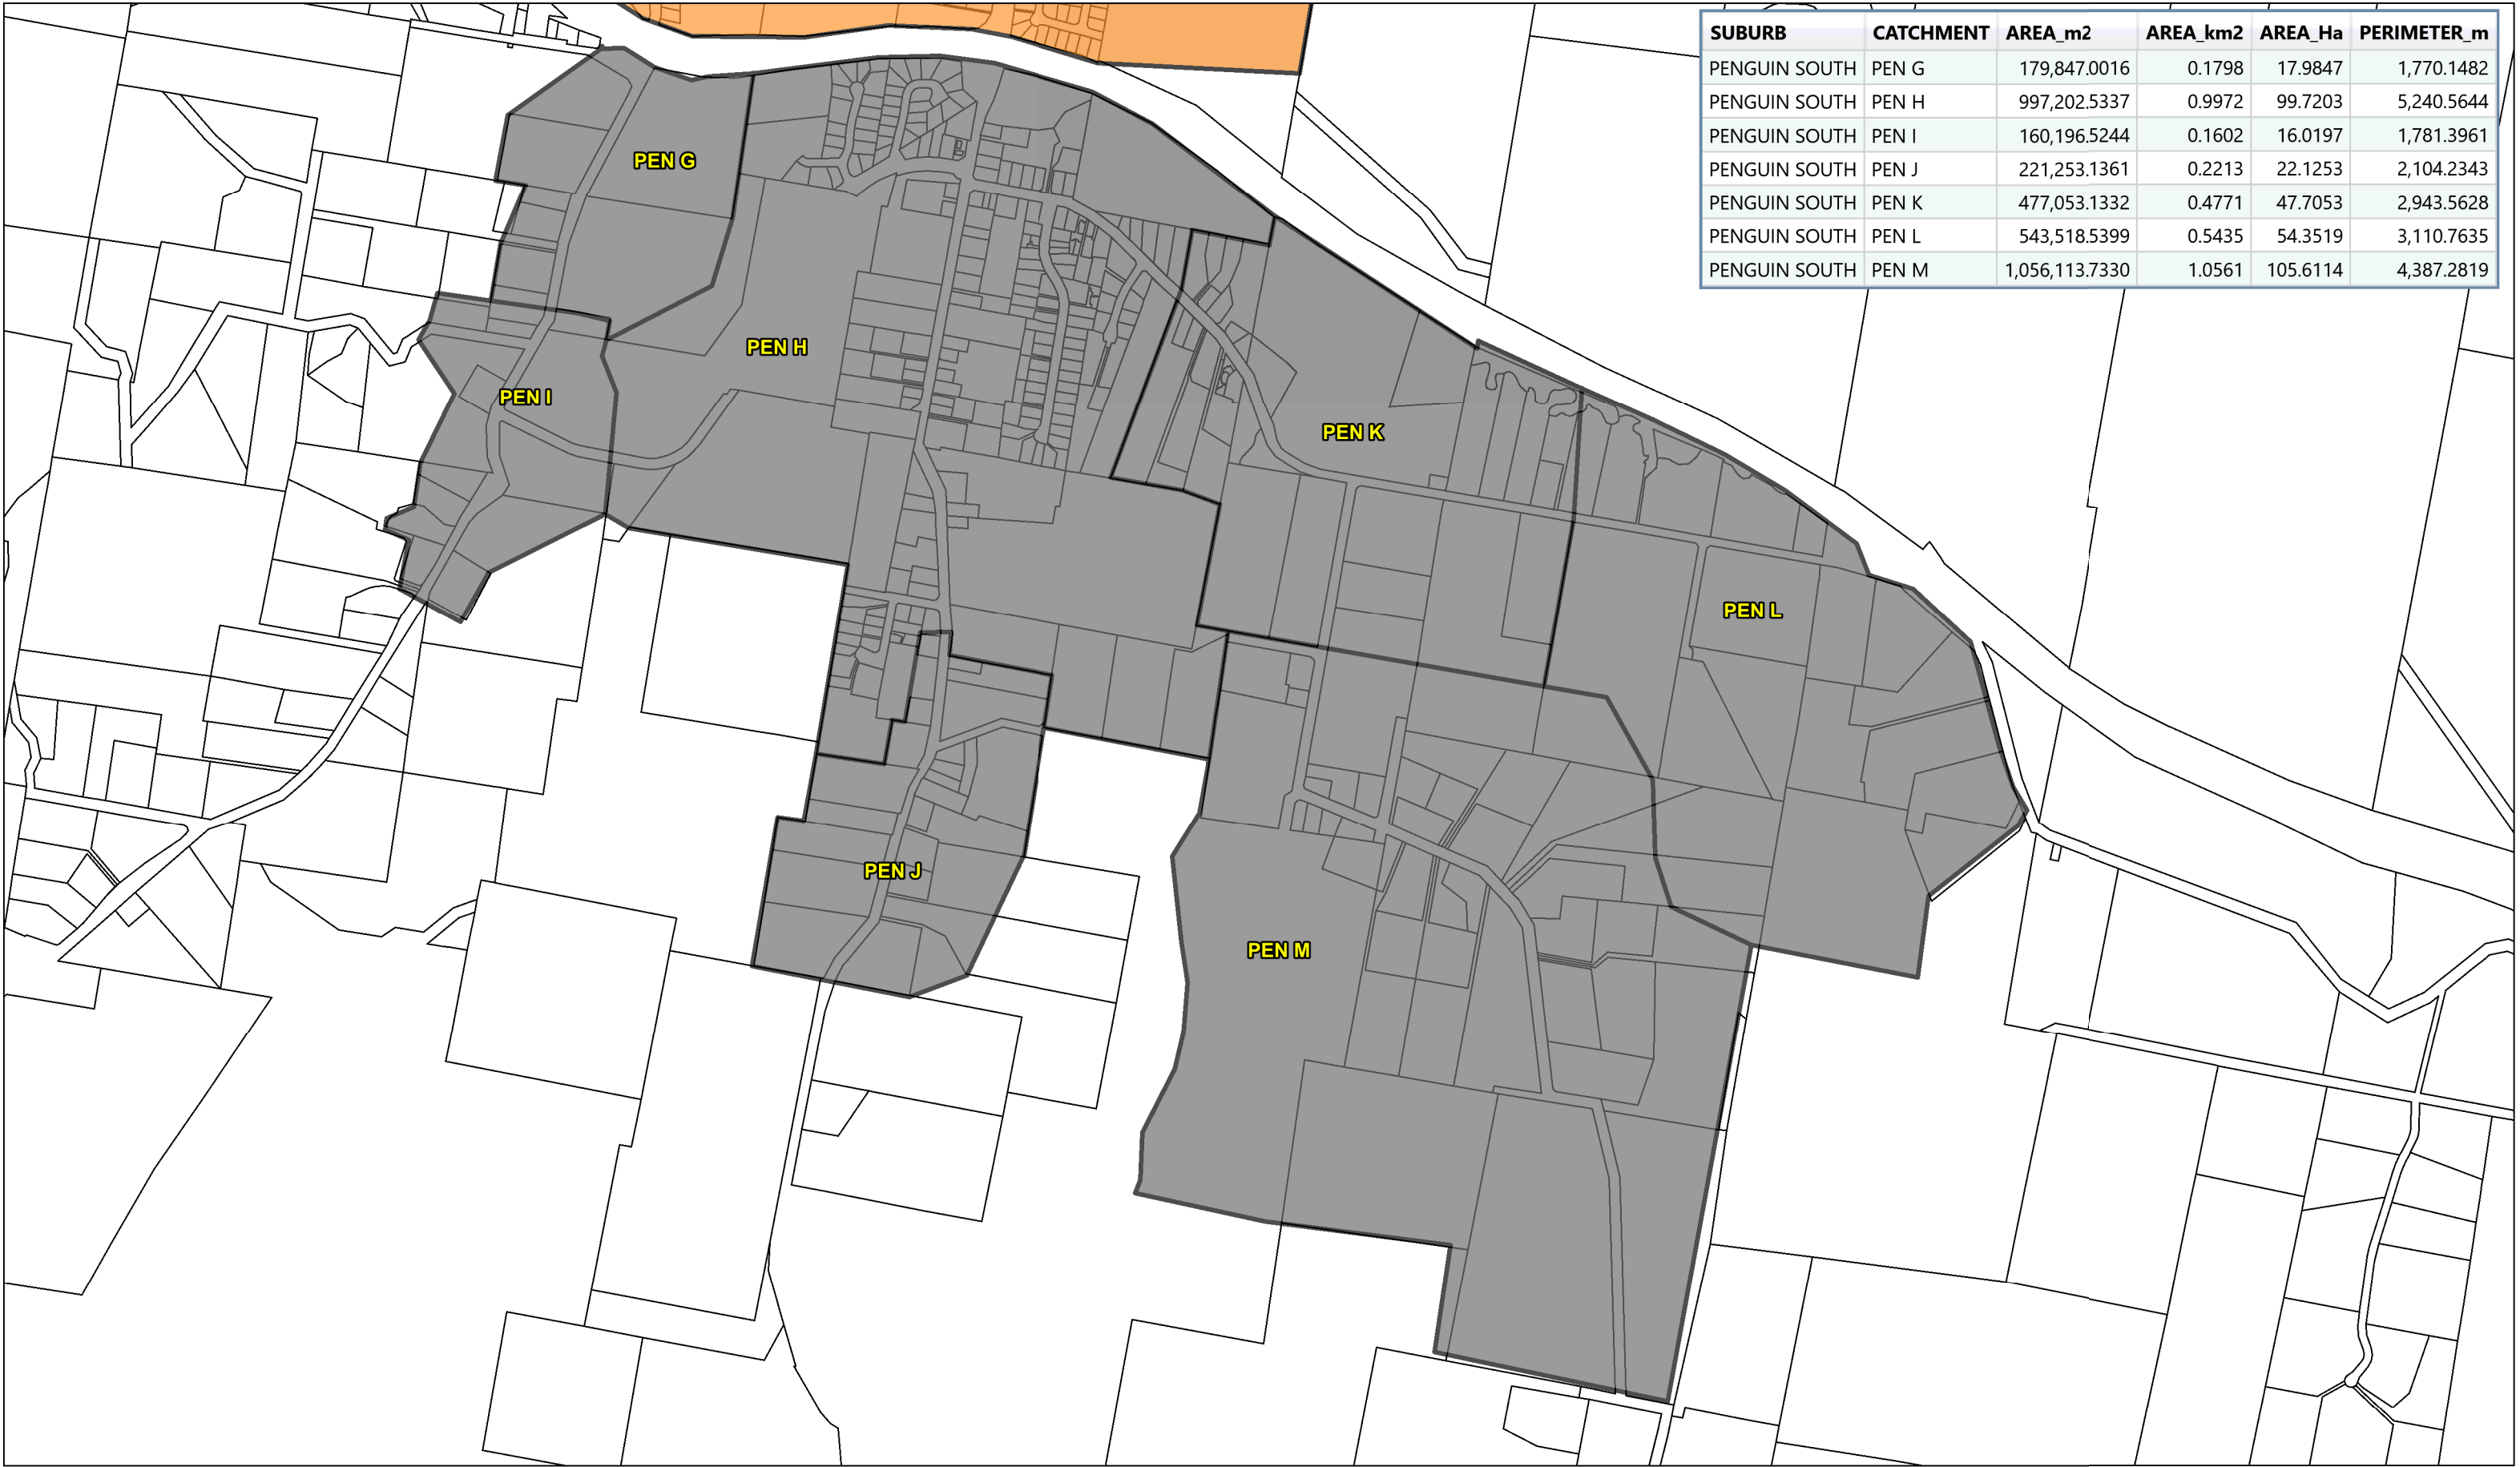 SUBURB CATCHMENT AREA_m2 AREA_km2 AREA_Ha PERIMETER_m
PENGUIN SOUTH PEN G 179,847.0016 0.1798 17.9847 1,770.1482
PENGUIN SOUTH PEN H 997,202.5337 0.9972 99.7203 5,240.5644
PENGUIN SOUTH PEN I 160,196.5244 0.1602 16.0197 1,781.3961
PENGUIN SOUTH PEN J 221,253.1361 0.2213 22.1253 2,104.2343
PENGUIN SOUTH PEN K 477,053.1332 0.4771 47.7053 2,943.5628
PENGUIN SOUTH PEN L 543,518.5399 0.5435 54.3519 3,110.7635
PENGUIN SOUTH PEN M 1,056,113.7330 1.0561 105.6114 4,387.2819
PEN G
PEN H
PEN I
PEN K
PEN L
PEN J
PEN M